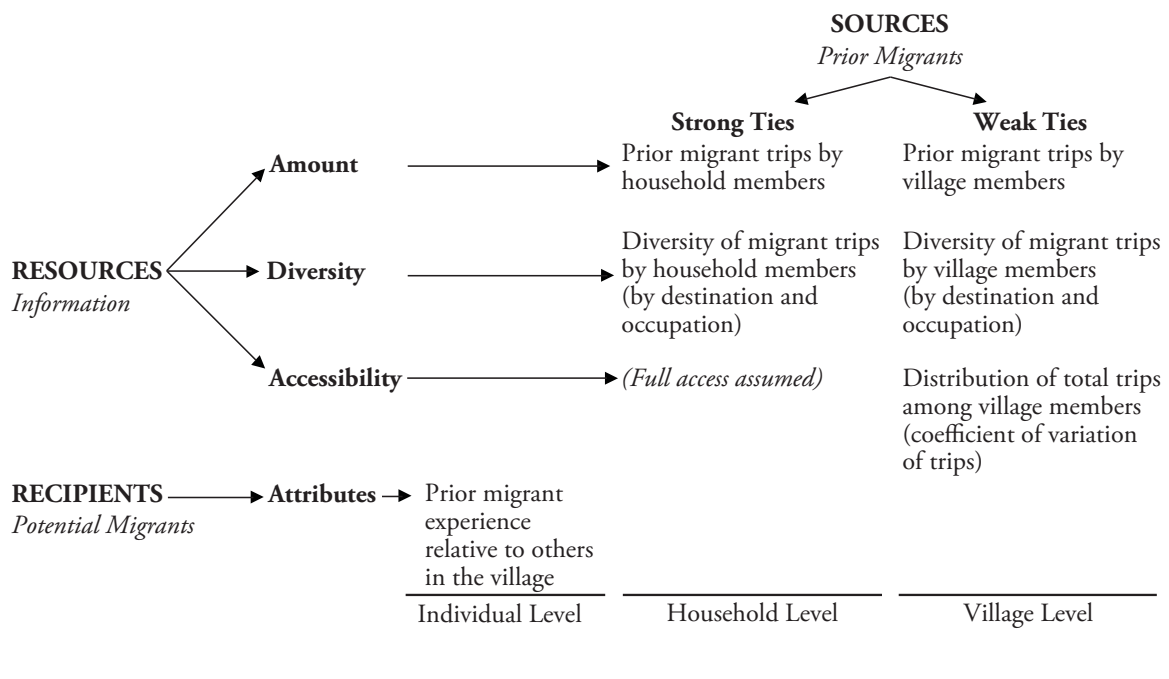 SOURCES
Prior Migrants
Strong Ties
Weak Ties
Amount
Prior migrant trips by
household members
Prior migrant trips by
village members
RESOURCES
Information
Diversity
Diversity of migrant trips
by household members
(by destination and
occupation)
Diversity of migrant trips
by village members
(by destination and
occupation)
Accessibility
(Full access assumed)
Distribution of total trips
among village members
(coefficient of variation
of trips)
RECIPIENTS
Potential Migrants
Attributes
Prior migrant
experience
relative to others
in the village
Individual Level
Household Level
Village Level